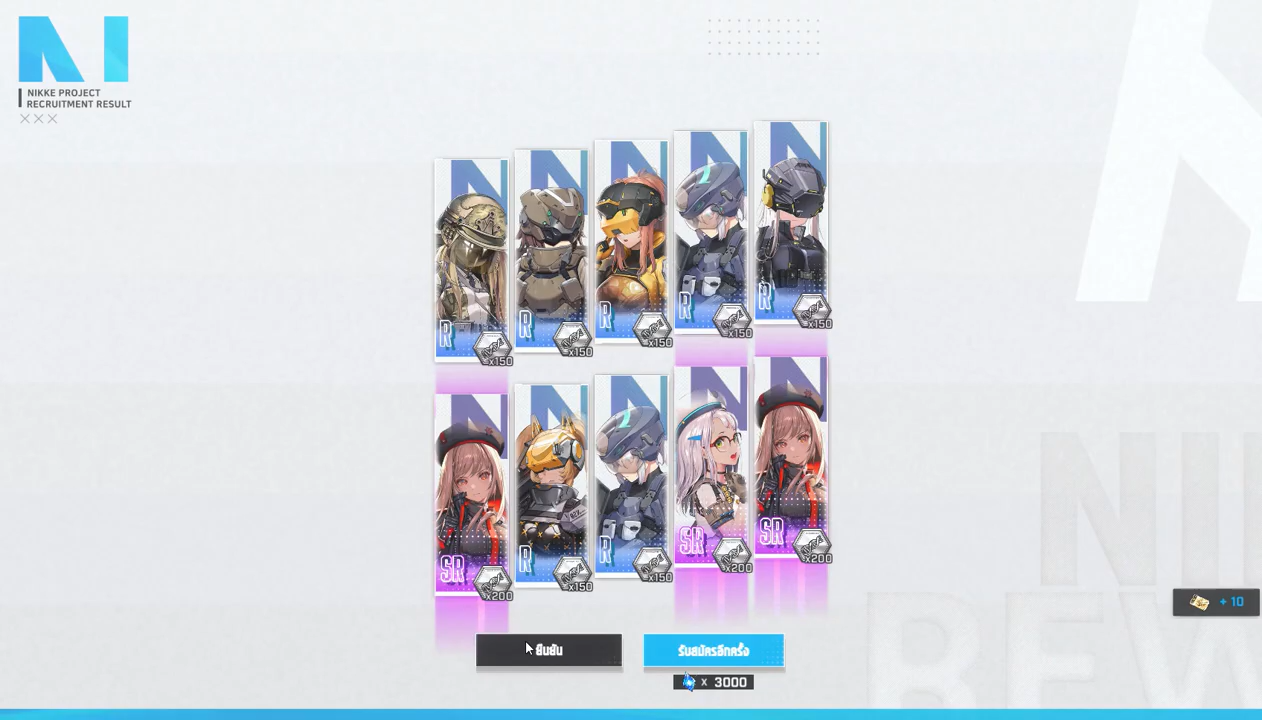 NIKKE PROJECT
RECRUITMENT RESULT
R
x150
R
x150
R
x150
R
x150
R
x150
SR
x200
R
x150
R
x150
SR
x200
SR
x200
+ 10
ยืนยัน
รับสมัครอีกครั้ง
x 3000